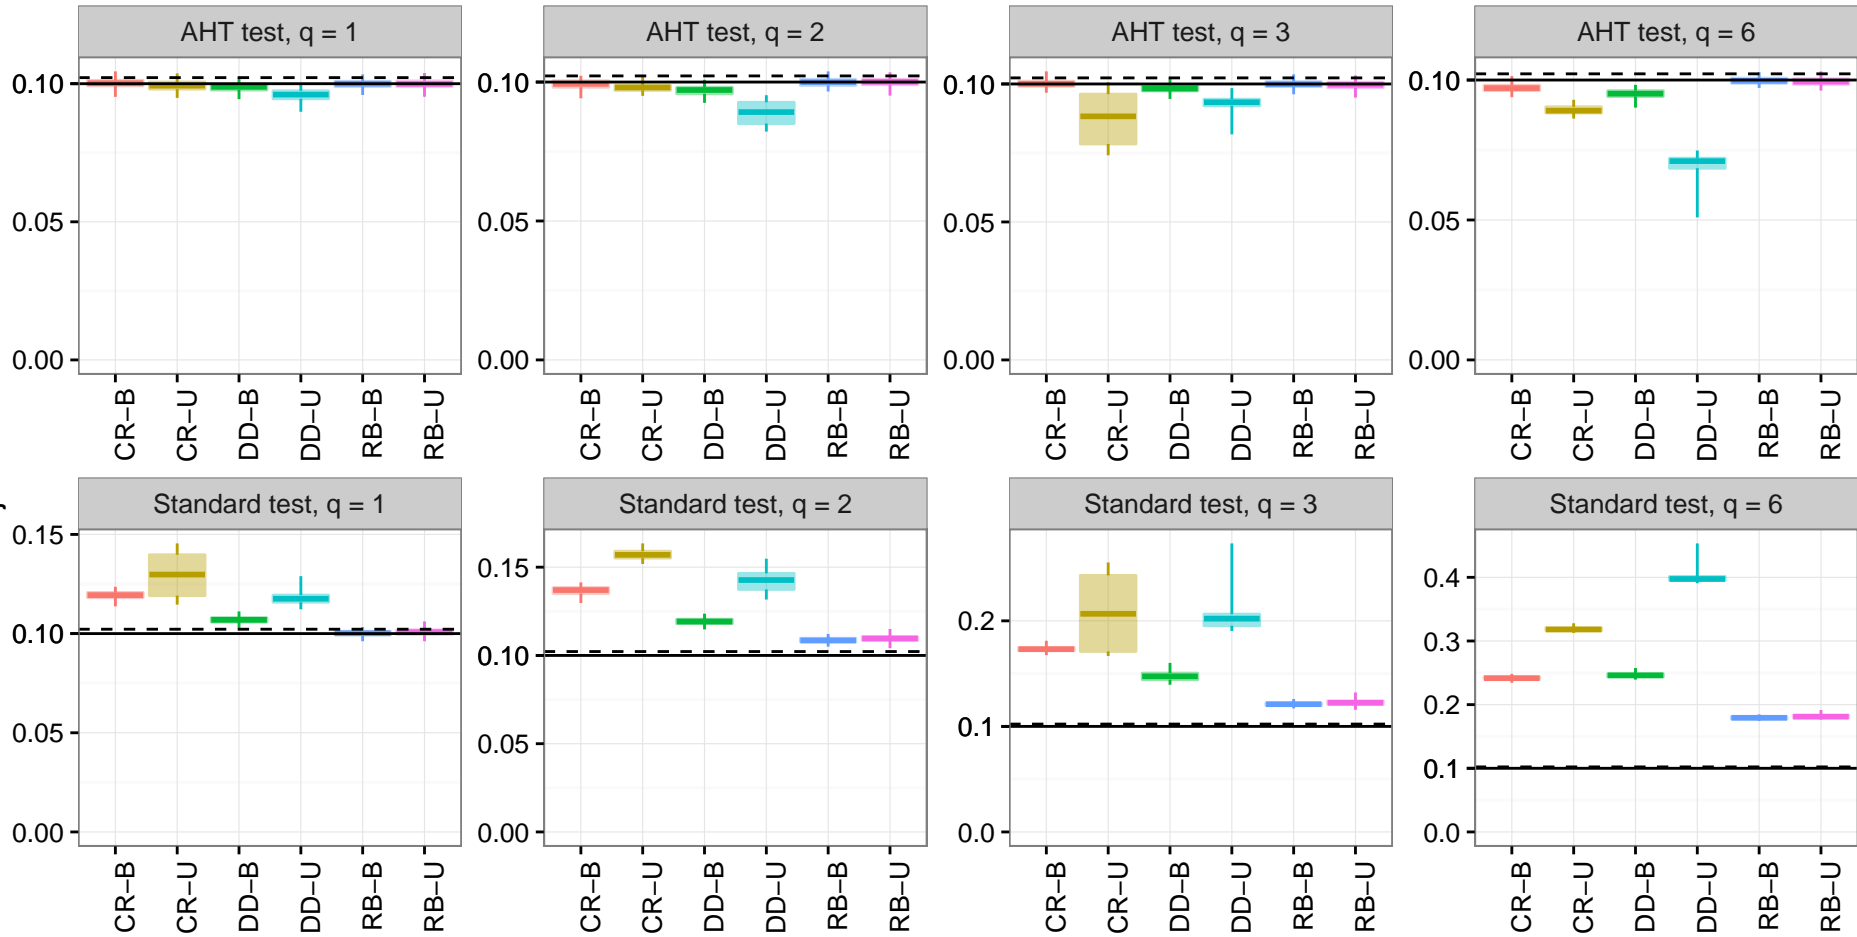 AHT test, q = 1
AHT test, q = 2
AHT test, q = 3
AHT test, q = 6
0.10
0.05
0.00
0.10
0.05
0.00
0.10
0.05
0.00
0.10
0.05
0.00
CR−B
CR−U
DD−B
DD−U
RB−B
RB−U
CR−B
CR−U
DD−B
DD−U
RB−B
RB−U
CR−B
CR−U
DD−B
DD−U
RB−B
RB−U
CR−B
CR−U
DD−B
DD−U
RB−B
RB−U
Standard test, q = 1
Standard test, q = 2
Standard test, q = 3
Standard test, q = 6
0.15
0.10
0.05
0.00
0.15
0.10
0.05
0.00
0.2
0.1
0.0
0.4
0.3
0.2
0.1
0.0
CR−B
CR−U
DD−B
DD−U
RB−B
RB−U
CR−B
CR−U
DD−B
DD−U
RB−B
RB−U
CR−B
CR−U
DD−B
DD−U
RB−B
RB−U
CR−B
CR−U
DD−B
DD−U
RB−B
RB−U